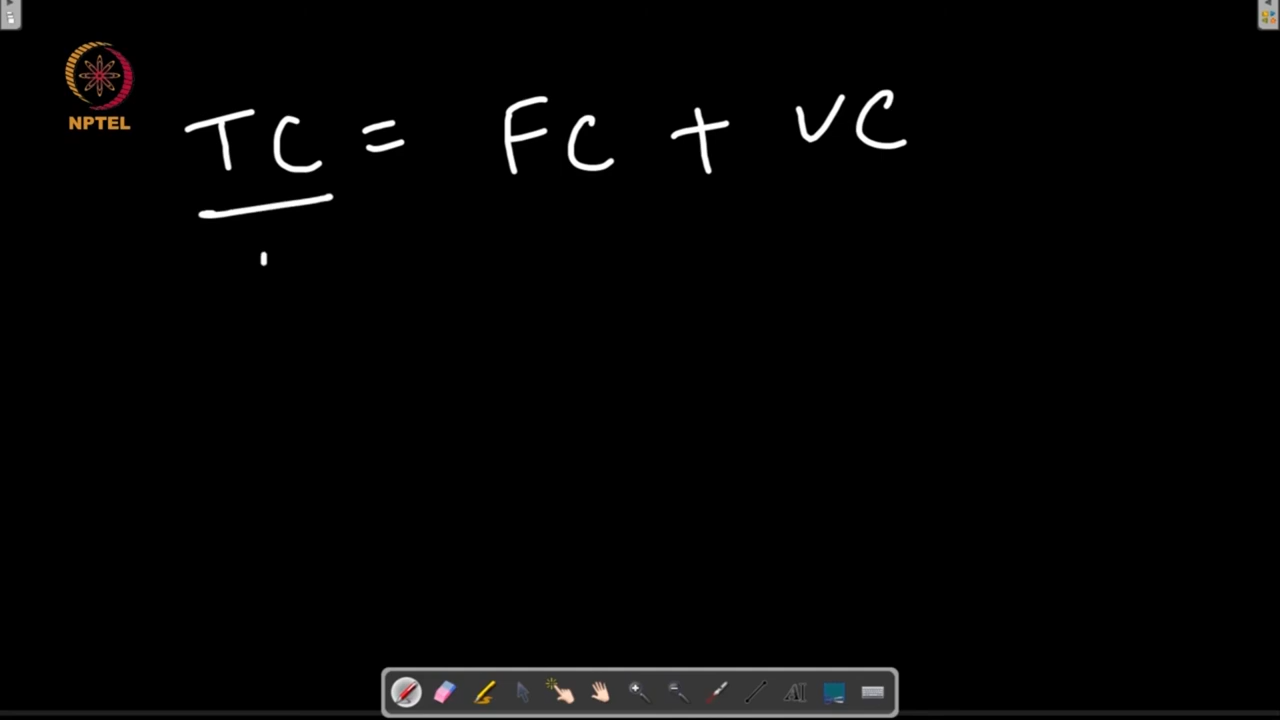 NPTEL
TC = FC + VC